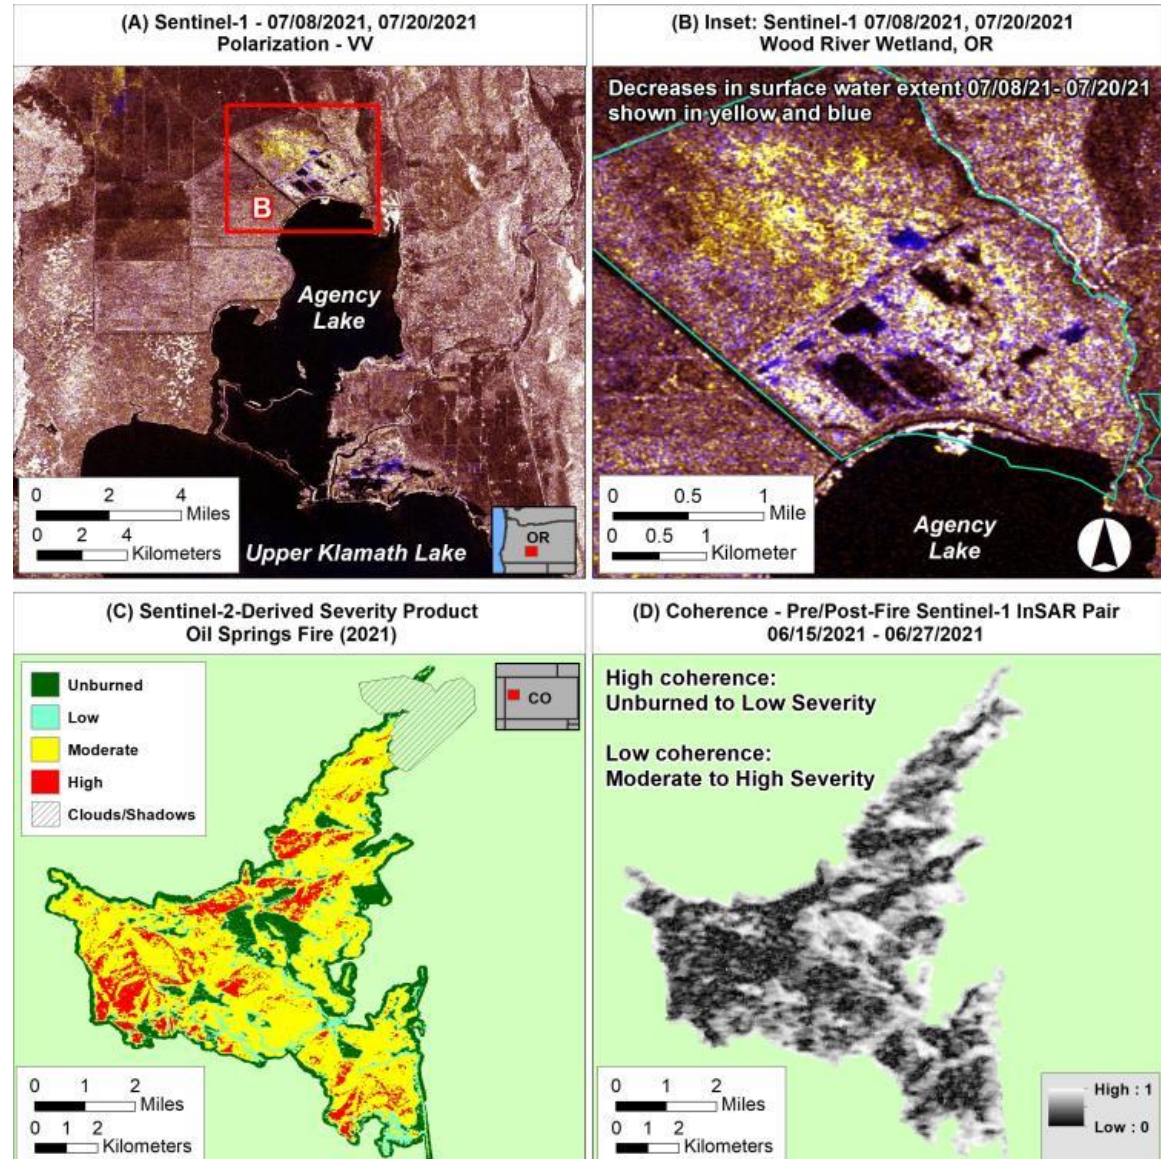 (A) Sentinel-1 - 07/08/2021, 07/20/2021
Polarization - VV
B
Agency
Lake
0 2 4
Miles
0 2 4
Kilometers
Upper Klamath Lake
OR
(B) Inset: Sentinel-1 07/08/2021, 07/20/2021
Wood River Wetland, OR
Decreases in surface water extent 07/08/21- 07/20/21
shown in yellow and blue
0 0.5 1
Mile
0 0.5 1
Kilometer
Agency
Lake
(C) Sentinel-2-Derived Severity Product
Oil Springs Fire (2021)
Unburned
Low
Moderate
High
Clouds/Shadows
CO
0 1 2
Miles
0 1 2
Kilometers
(D) Coherence - Pre/Post-Fire Sentinel-1 InSAR Pair
06/15/2021 - 06/27/2021
High coherence:
Unburned to Low Severity
Low coherence:
Moderate to High Severity
0 1 2
Miles
0 1 2
Kilometers
High : 1
Low : 0